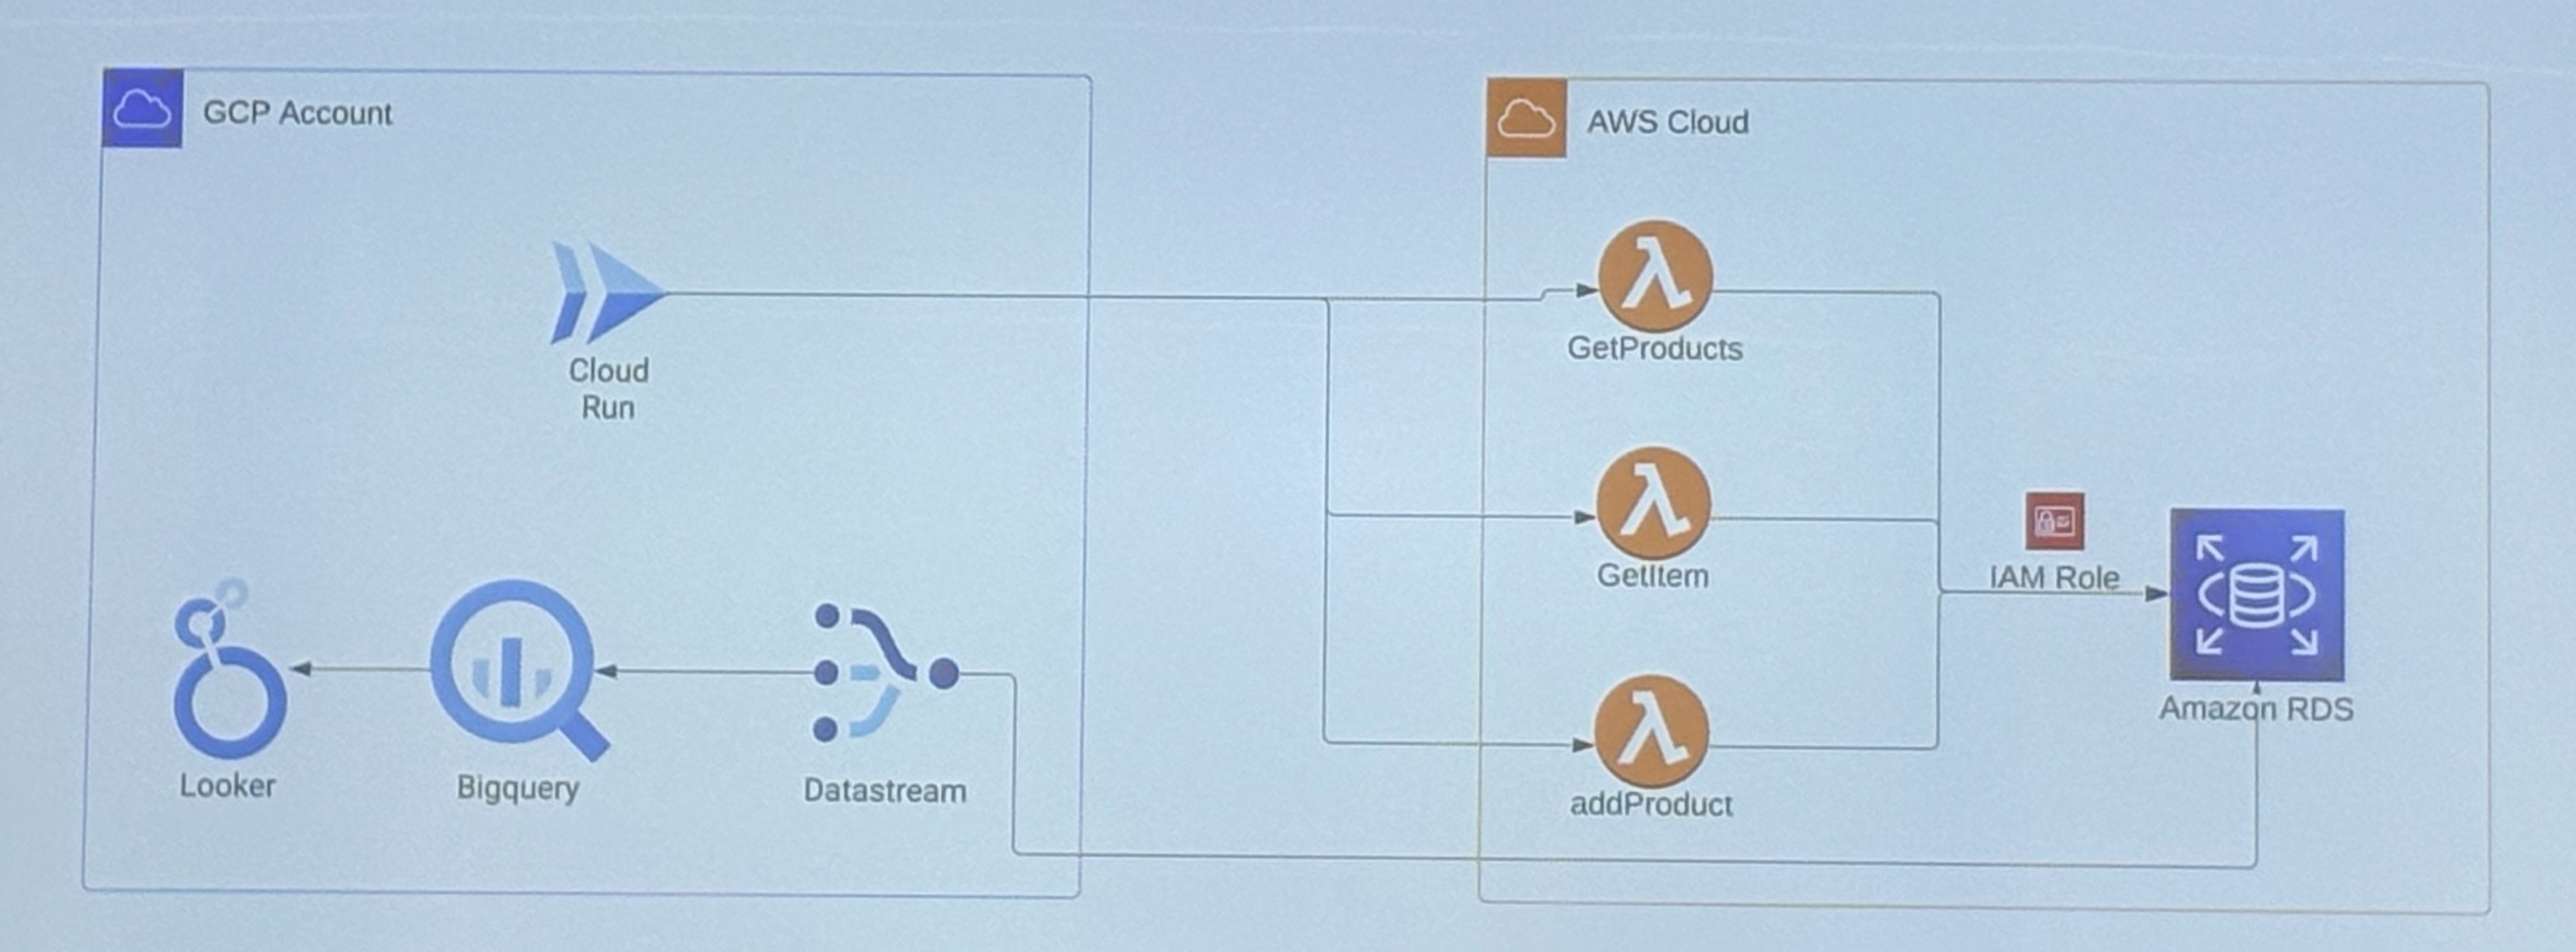 GCP Account
AWS Cloud
Cloud
Run
GetProducts
GetItem
IAM Role
Amazon RDS
Looker
Bigquery
Datastream
addProduct